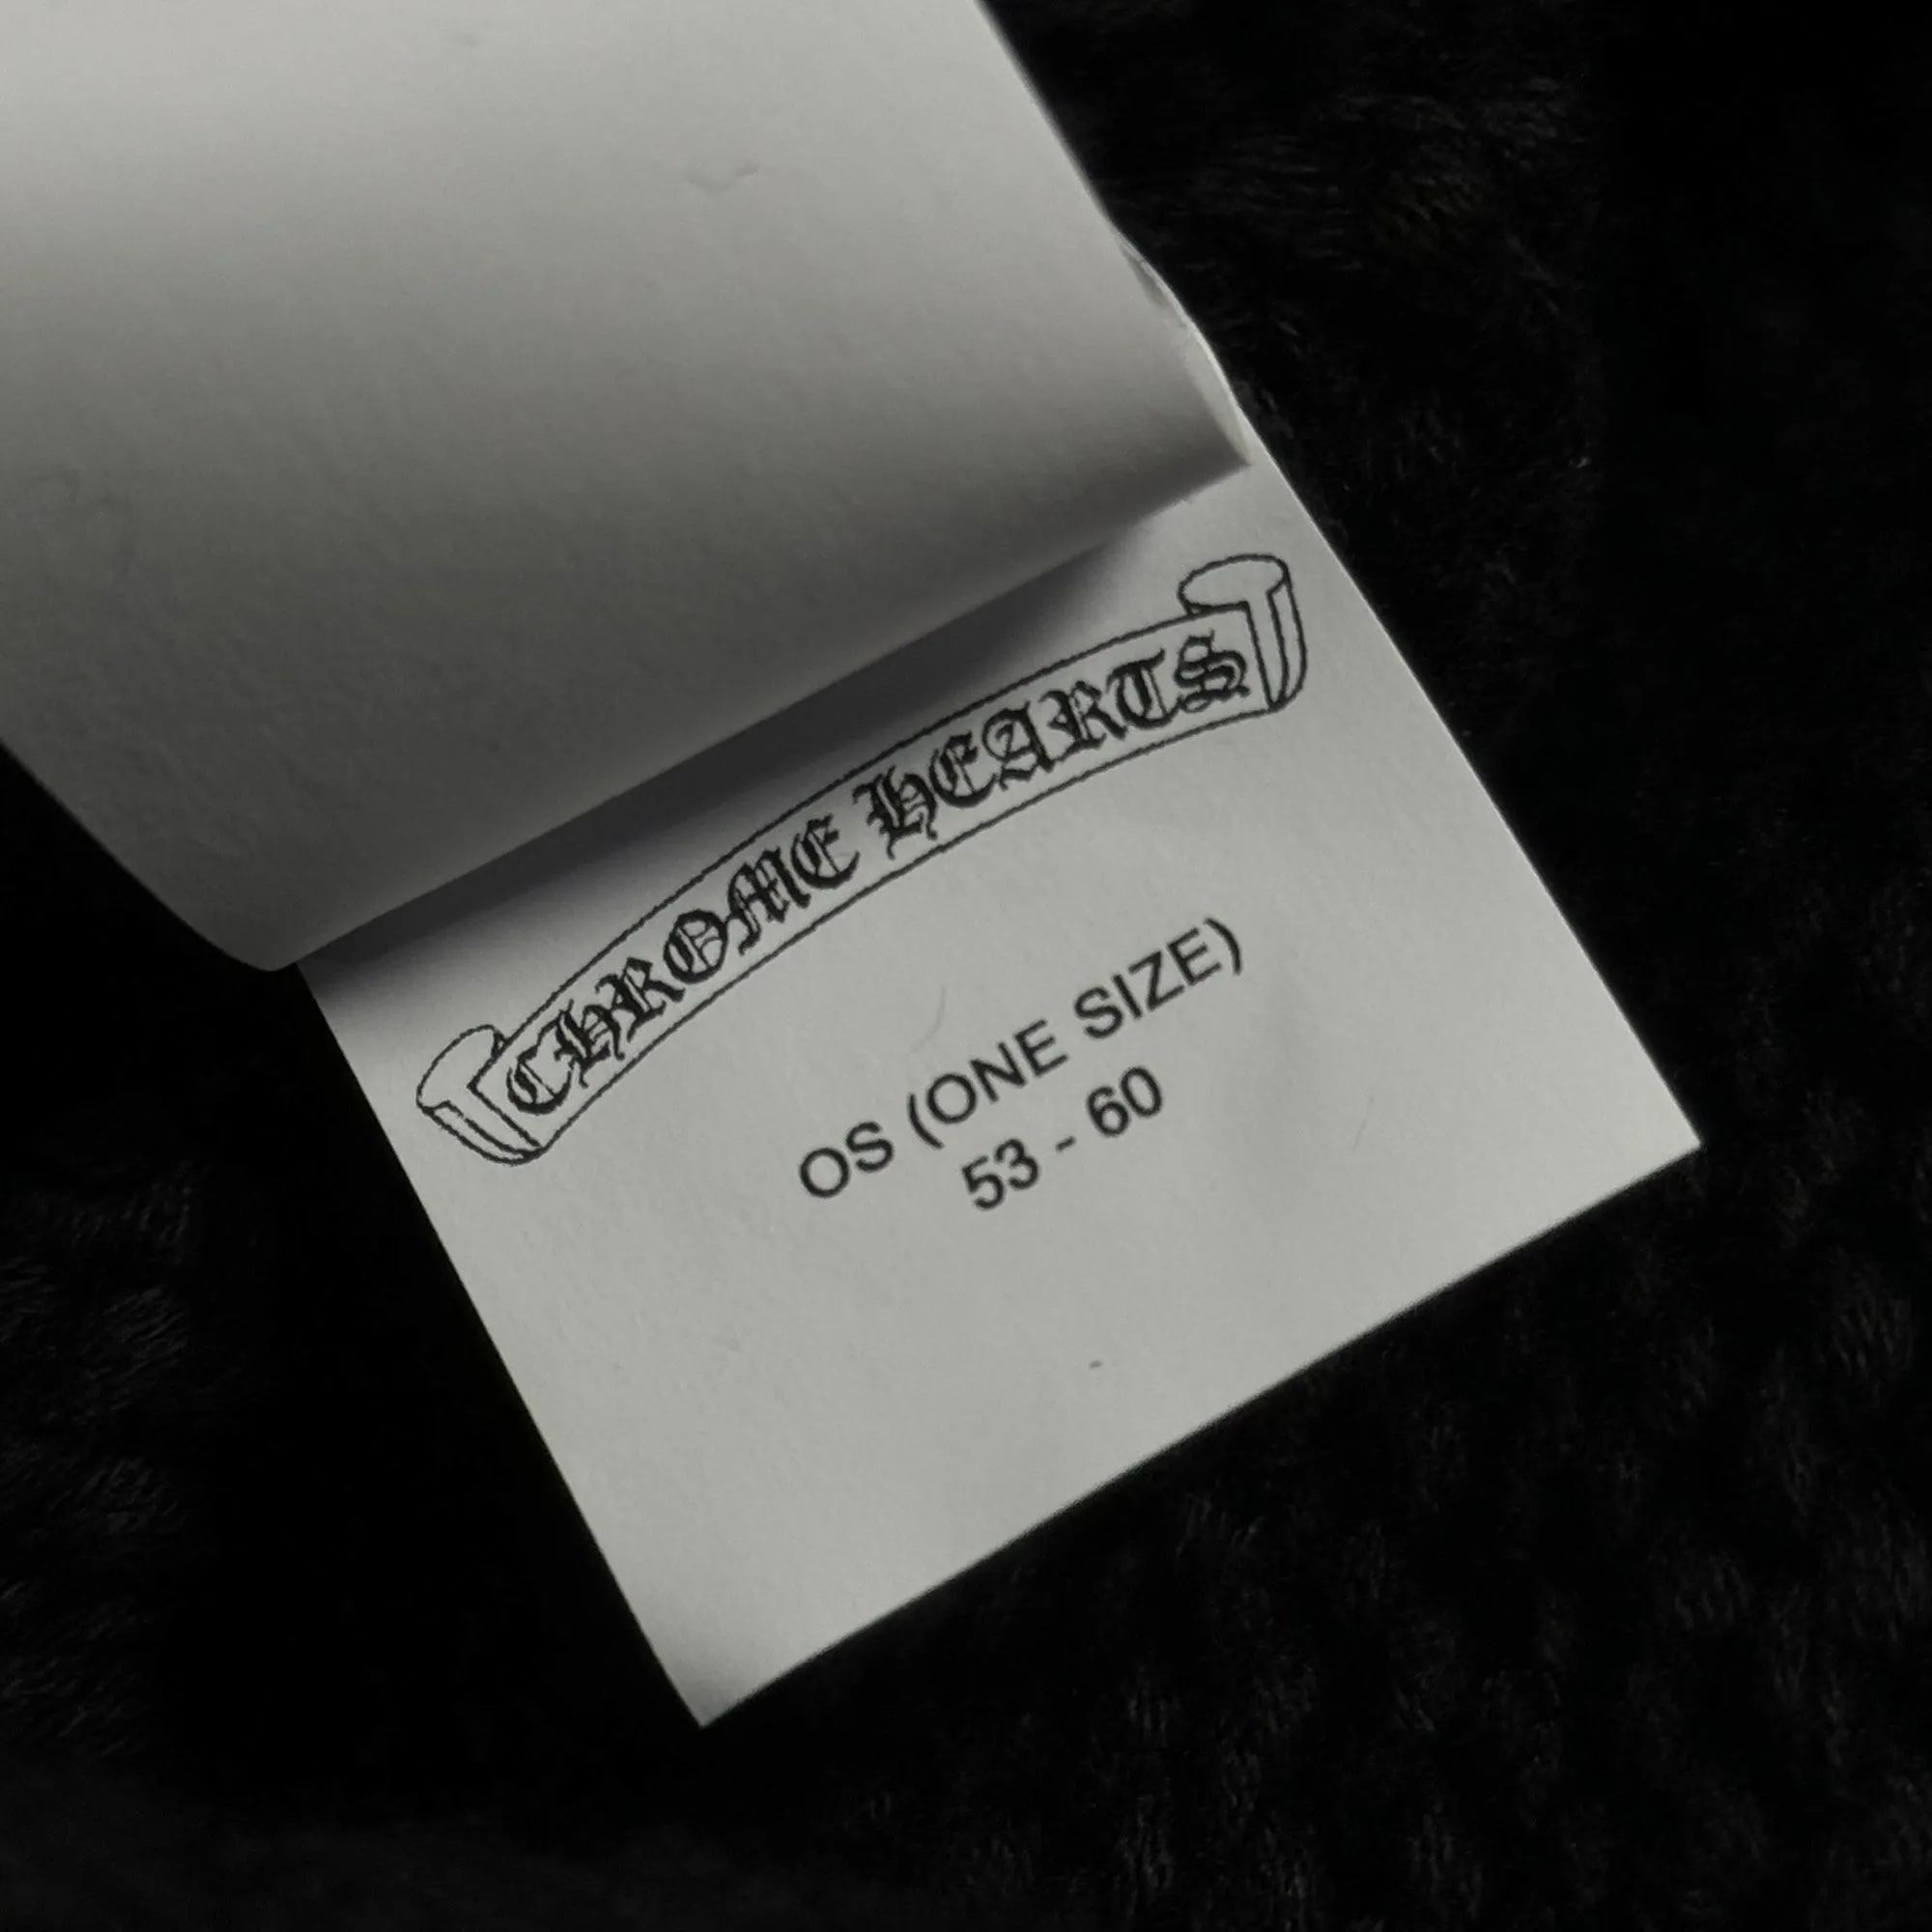 CHROME HEARTS
OS (ONE SIZE)
53 - 60